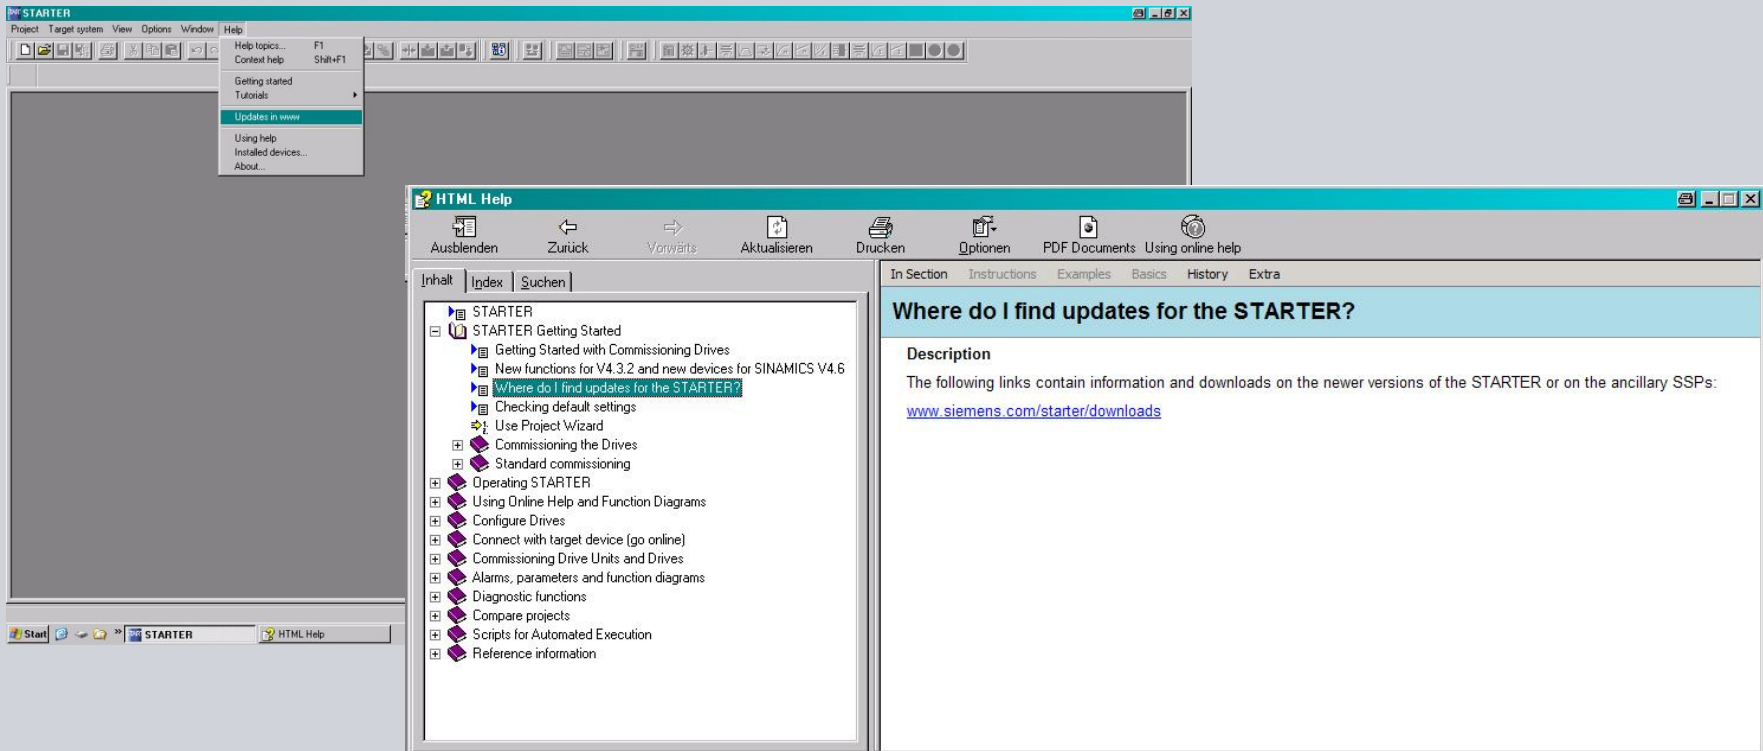 STARTER
Project Target system View Options Window Help
Help topics... F1
Context help Shift+F1
Getting started
Tutorials
Updates in www
Using help
Installed devices...
About...
HTML Help
Ausblenden Zurück Vorwärts Aktualisieren Drucken Optionen PDF Documents Using online help
Inhalt Index Suchen
STARTER
STARTER Getting Started
Getting Started with Commissioning Drives
New functions for V4.3.2 and new devices for SINAMICS V4.6
Where do I find updates for the STARTER?
Checking default settings
Use Project Wizard
Commissioning the Drives
Standard commissioning
Operating STARTER
Using Online Help and Function Diagrams
Configure Drives
Connect with target device (go online)
Commissioning Drive Units and Drives
Alarms, parameters and function diagrams
Diagnostic functions
Compare projects
Scripts for Automated Execution
Reference information
In Section Instructions Examples Basics History Extra
Where do I find updates for the STARTER?
Description
The following links contain information and downloads on the newer versions of the STARTER or on the ancillary SSPs:
www.siemens.com/starter/downloads
Start » STARTER HTML Help